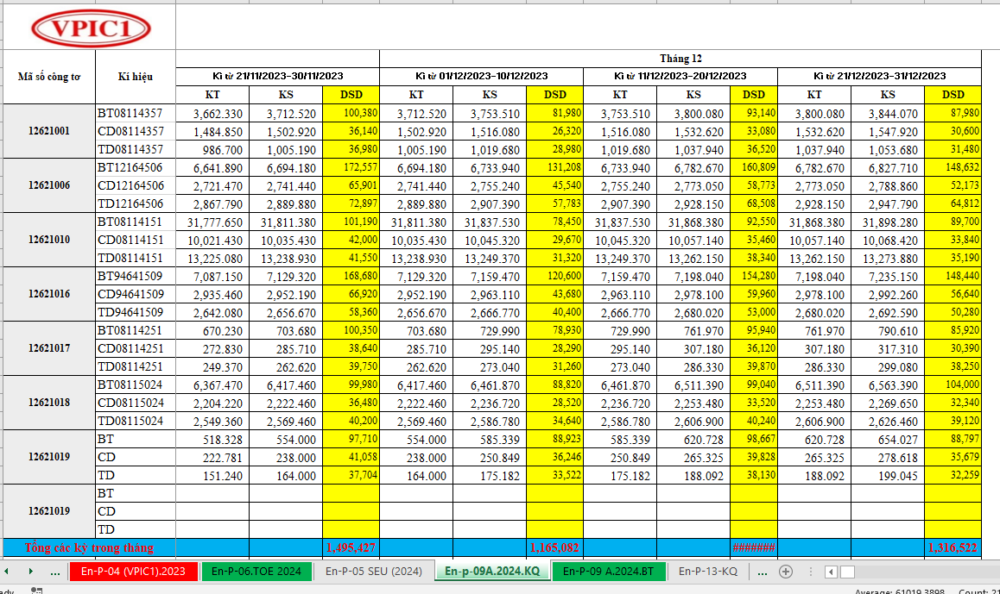 VPIC1
Tháng 12
Mã số công tơ Kí hiệu Kì từ 21/11/2023-30/11/2023 Kì từ 01/12/2023-10/12/2023 Kì từ 11/12/2023-20/12/2023 Kì từ 21/12/2023-31/12/2023
KT KS DSD KT KS DSD KT KS DSD KT KS DSD
BT08114357 3,662.330 3,712.520 100,380 3,712.520 3,753.510 81,980 3,753.510 3,800.080 93,140 3,800.080 3,844.070 87,980
12621001 CD08114357 1,484.850 1,502.920 36,140 1,502.920 1,516.080 26,320 1,516.080 1,532.620 33,080 1,532.620 1,547.920 30,600
TD08114357 986.700 1,005.190 36,980 1,005.190 1,019.680 28,980 1,019.680 1,037.940 36,520 1,037.940 1,053.680 31,480
BT12164506 6,641.890 6,694.180 172,557 6,694.180 6,733.940 131,208 6,733.940 6,782.670 160,809 6,782.670 6,827.710 148,632
12621006 CD12164506 2,721.470 2,741.440 65,901 2,741.440 2,755.240 45,540 2,755.240 2,773.050 58,773 2,773.050 2,788.860 52,173
TD12164506 2,867.790 2,889.880 72,897 2,889.880 2,907.390 57,783 2,907.390 2,928.150 68,508 2,928.150 2,947.790 64,812
BT08114151 31,777.650 31,811.380 101,190 31,811.380 31,837.530 78,450 31,837.530 31,868.380 92,550 31,868.380 31,898.280 89,700
12621010 CD08114151 10,021.430 10,035.430 42,000 10,035.430 10,045.320 29,670 10,045.320 10,057.140 35,460 10,057.140 10,068.420 33,840
TD08114151 13,225.080 13,238.930 41,550 13,238.930 13,249.370 31,320 13,249.370 13,262.150 38,340 13,262.150 13,273.880 35,190
BT94641509 7,087.150 7,129.320 168,680 7,129.320 7,159.470 120,600 7,159.470 7,198.040 154,280 7,198.040 7,235.150 148,440
12621016 CD94641509 2,935.460 2,952.190 66,920 2,952.190 2,963.110 43,680 2,963.110 2,978.100 59,960 2,978.100 2,992.260 56,640
TD94641509 2,642.080 2,656.670 58,360 2,656.670 2,666.770 40,400 2,666.770 2,680.020 53,000 2,680.020 2,692.590 50,280
BT08114251 670.230 703.680 100,350 703.680 729.990 78,930 729.990 761.970 95,940 761.970 790.610 85,920
12621017 CD08114251 272.830 285.710 38,640 285.710 295.140 28,290 295.140 307.180 36,120 307.180 317.310 30,390
TD08114251 249.370 262.620 39,750 262.620 273.040 31,260 273.040 286.330 39,870 286.330 299.080 38,250
BT08115024 6,367.470 6,417.460 99,980 6,417.460 6,461.870 88,820 6,461.870 6,511.390 99,040 6,511.390 6,563.390 104,000
12621018 CD08115024 2,204.220 2,222.460 36,480 2,222.460 2,236.720 28,520 2,236.720 2,253.480 33,520 2,253.480 2,269.650 32,340
TD08115024 2,549.360 2,569.460 40,200 2,569.460 2,586.780 34,640 2,586.780 2,606.900 40,240 2,606.900 2,626.460 39,120
BT 518.328 554.000 97,710 554.000 585.339 88,923 585.339 620.728 98,667 620.728 654.027 88,797
12621019 CD 222.781 238.000 41,058 238.000 250.849 36,246 250.849 265.325 39,828 265.325 278.618 35,679
TD 151.240 164.000 37,704 164.000 175.182 33,522 175.182 188.092 38,130 188.092 199.045 32,259
BT
12621019 CD
TD
Tổng các kỳ trong tháng 1,495,427 1,165,082 ####### 1,316,522
... En-P-04 (VPIC1).2023 En-P-06.TOE 2024 En-P-05 SEU (2024) En-p-09A.2024.KQ En-P-09 A.2024.BT En-P-13-KQ ...